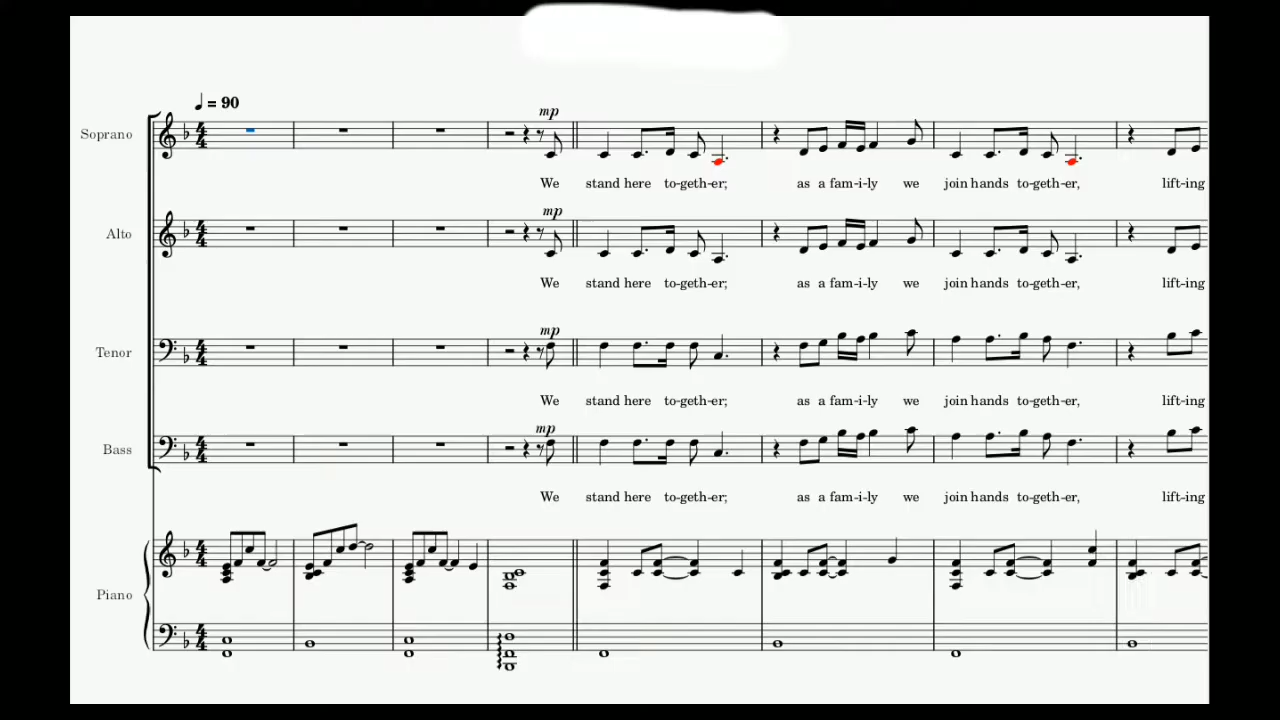 ♩ = 90
Soprano
mp
We stand here to-geth-er; as a fam-i-ly we join hands to-geth-er, lift-ing
Alto
mp
We stand here to-geth-er; as a fam-i-ly we join hands to-geth-er, lift-ing
Tenor
mp
We stand here to-geth-er; as a fam-i-ly we join hands to-geth-er, lift-ing
Bass
mp
We stand here to-geth-er; as a fam-i-ly we join hands to-geth-er, lift-ing
Piano